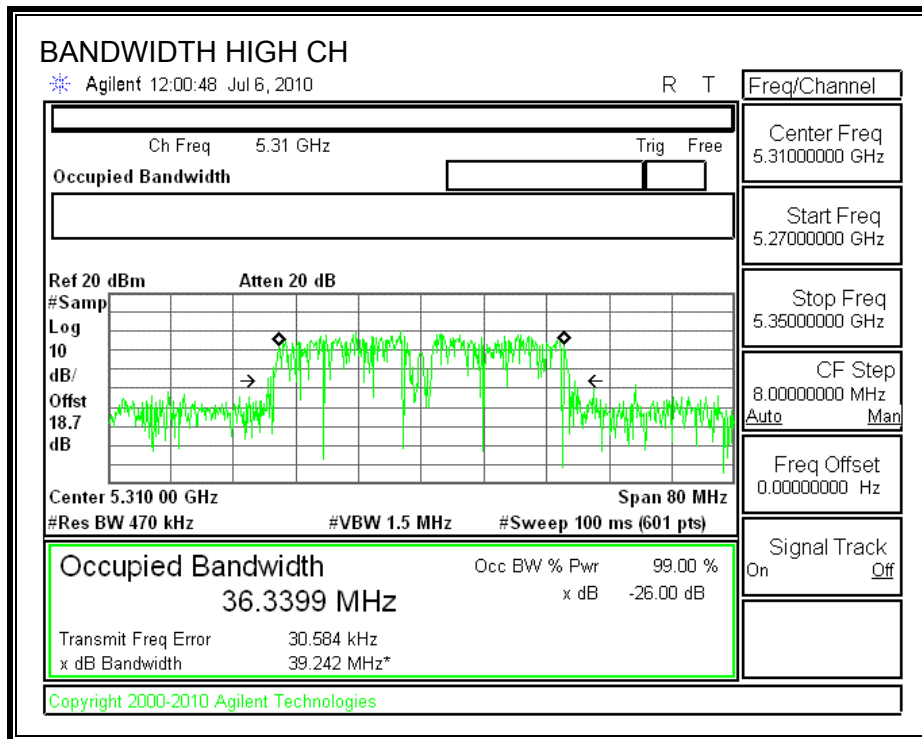 BANDWIDTH HIGH CH
Agilent 12:00:48 Jul 6, 2010 R T
Freq/Channel
Ch Freq 5.31 GHz Trig Free
Occupied Bandwidth
Center Freq
5.31000000 GHz
Start Freq
5.27000000 GHz
Stop Freq
5.35000000 GHz
CF Step
8.00000000 MHz
Auto Man
Freq Offset
0.00000000 Hz
Signal Track
On Off
Ref 20 dBm Atten 20 dB
#Samp
Log
10
dB/
Offst
18.7
dB
Center 5.310 00 GHz Span 80 MHz
#Res BW 470 kHz #VBW 1.5 MHz #Sweep 100 ms (601 pts)
Occupied Bandwidth Occ BW % Pwr 99.00 %
36.3399 MHz x dB -26.00 dB
Transmit Freq Error 30.584 kHz
x dB Bandwidth 39.242 MHz*
Copyright 2000-2010 Agilent Technologies